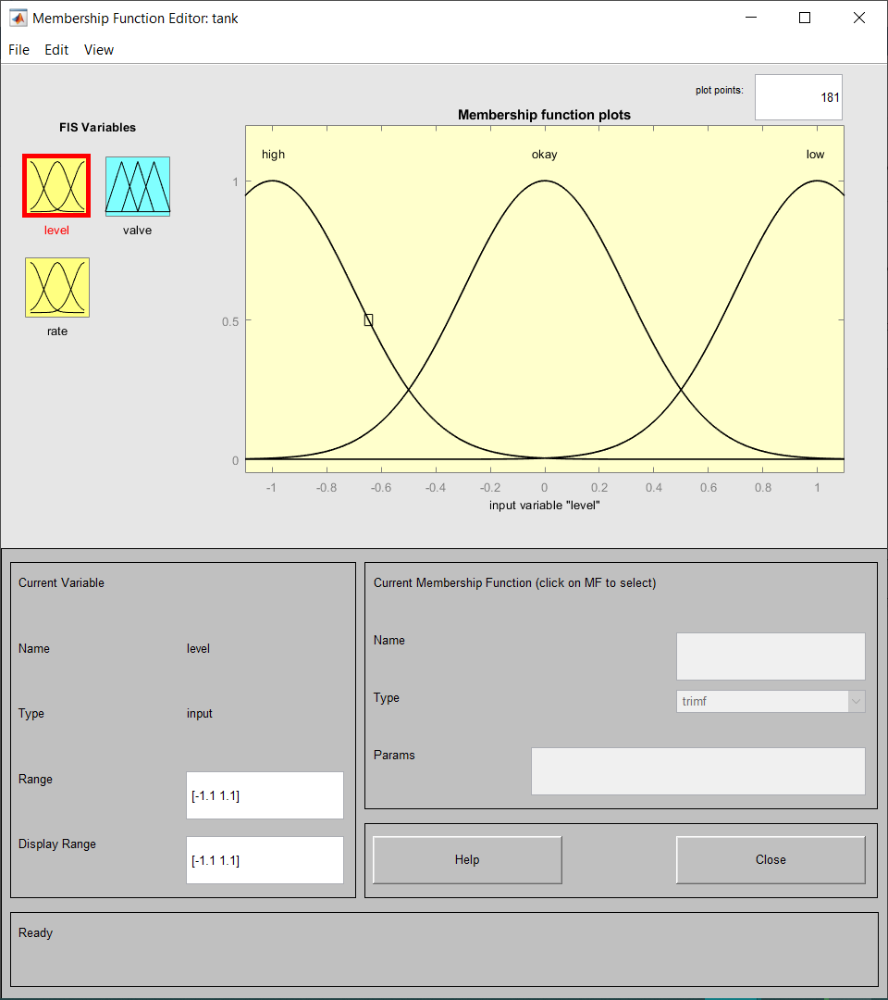 Membership Function Editor: tank
File Edit View
plot points: 181
FIS Variables
Membership function plots
high okay low
level valve
rate
1
0.5
0
-1 -0.8 -0.6 -0.4 -0.2 0 0.2 0.4 0.6 0.8 1
input variable "level"
Current Variable
Name level
Type input
Range [-1.1 1.1]
Display Range [-1.1 1.1]
Current Membership Function (click on MF to select)
Name
Type trimf
Params
Help Close
Ready